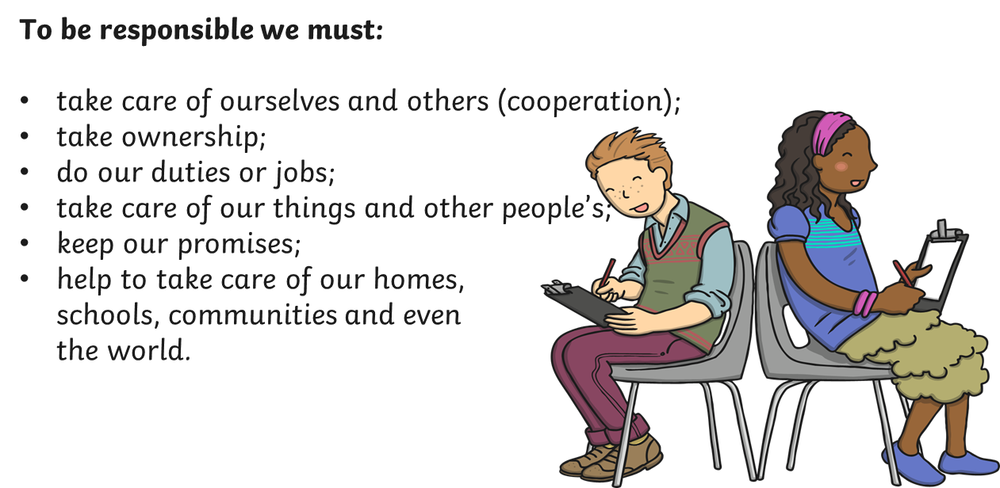 To be responsible we must:
• take care of ourselves and others (cooperation);
• take ownership;
• do our duties or jobs;
• take care of our things and other people’s;
• keep our promises;
• help to take care of our homes,
schools, communities and even
the world.